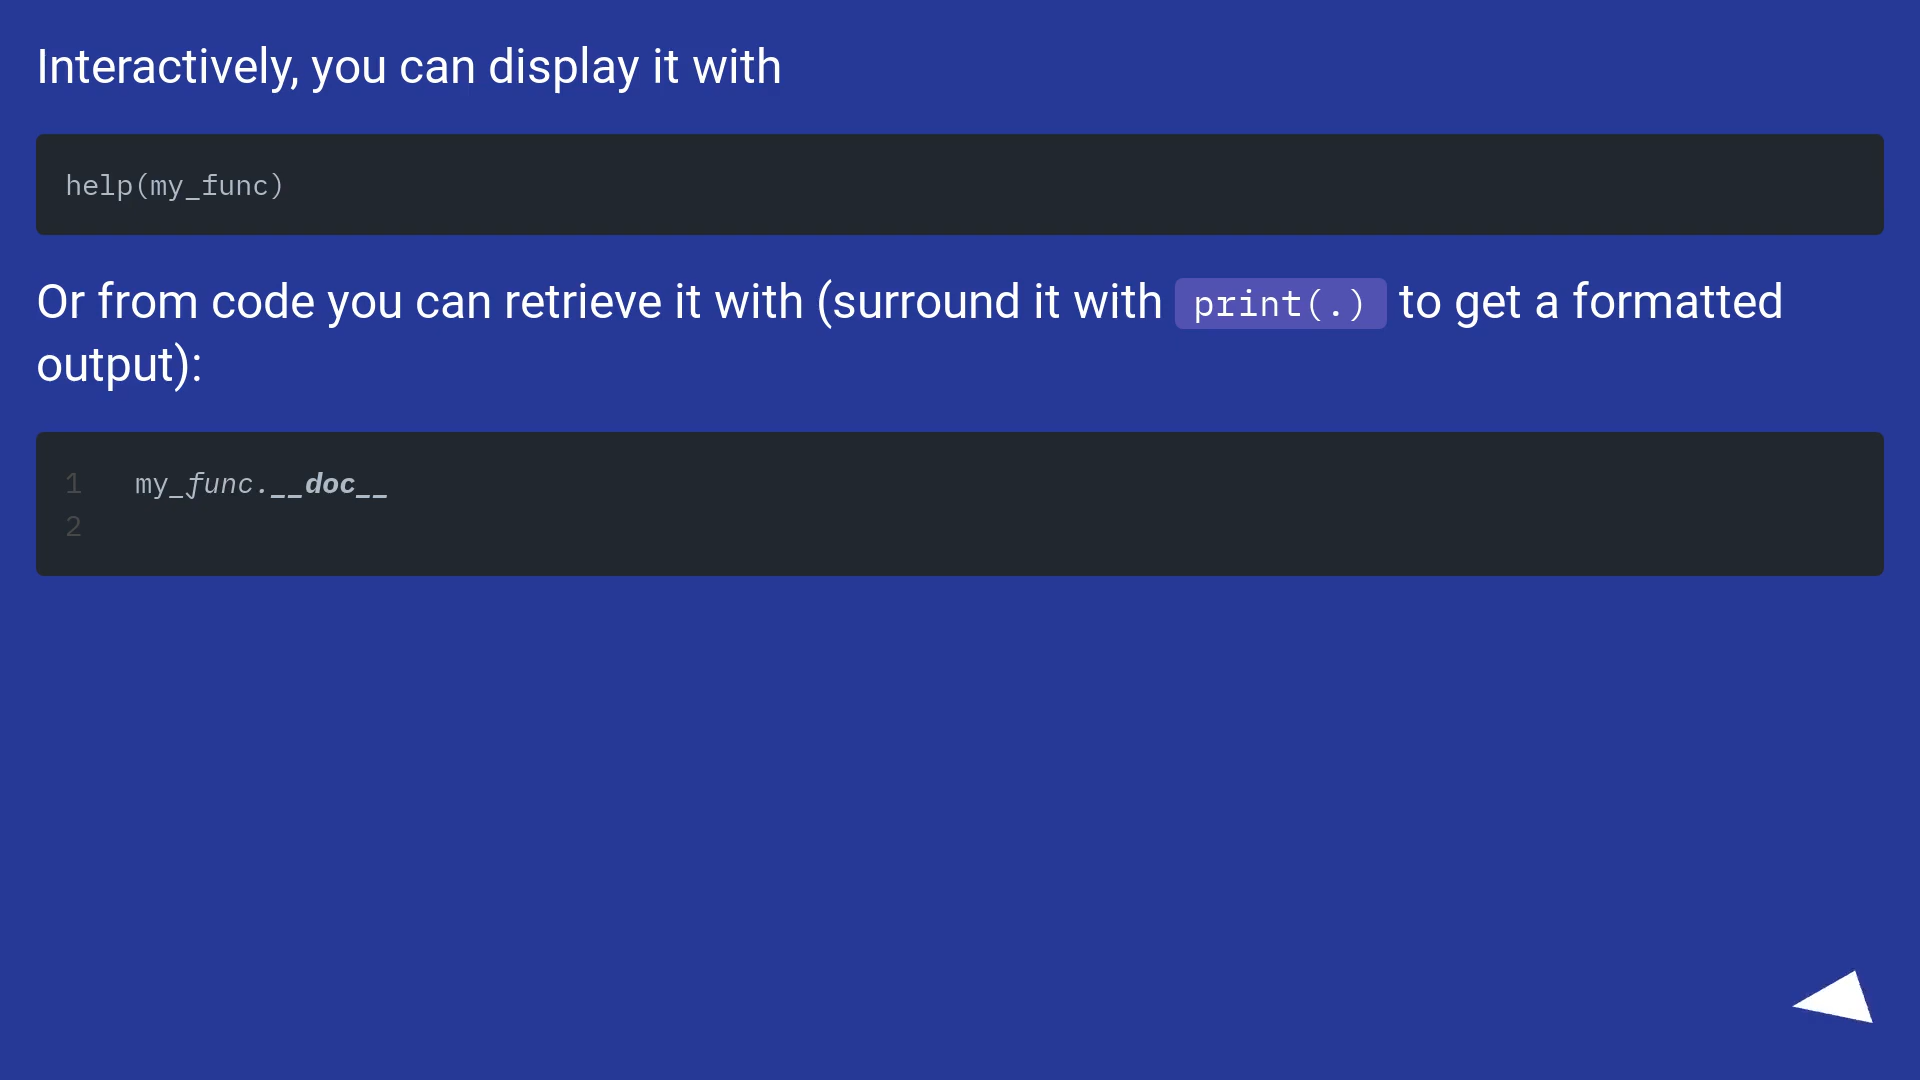 Interactively, you can display it with
help(my_func)
Or from code you can retrieve it with (surround it with print(.) to get a formatted
output):
1 my_func.__doc__
2